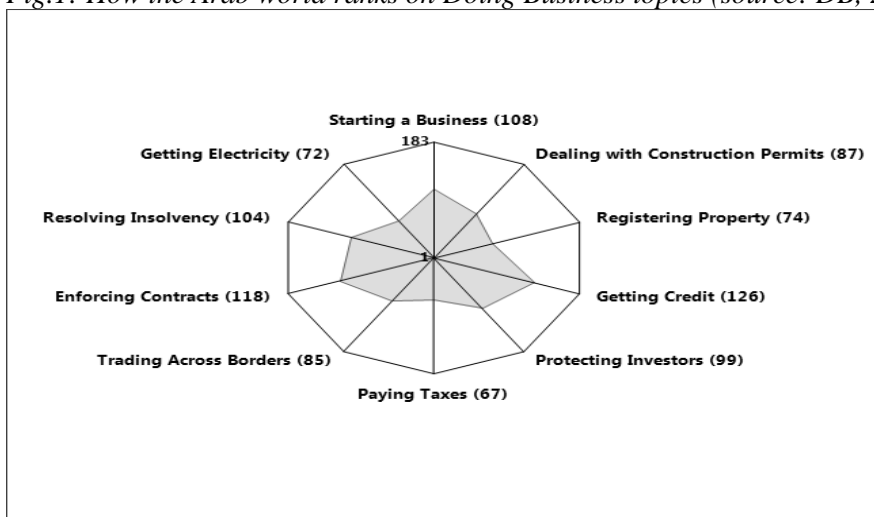 Fig.1: How the Arab world ranks on Doing Business topics (source: DB,
Starting a Business (108)
183
Getting Electricity (72)
Dealing with Construction Permits (87)
Resolving Insolvency (104)
Registering Property (74)
1
Enforcing Contracts (118)
Getting Credit (126)
Trading Across Borders (85)
Protecting Investors (99)
Paying Taxes (67)